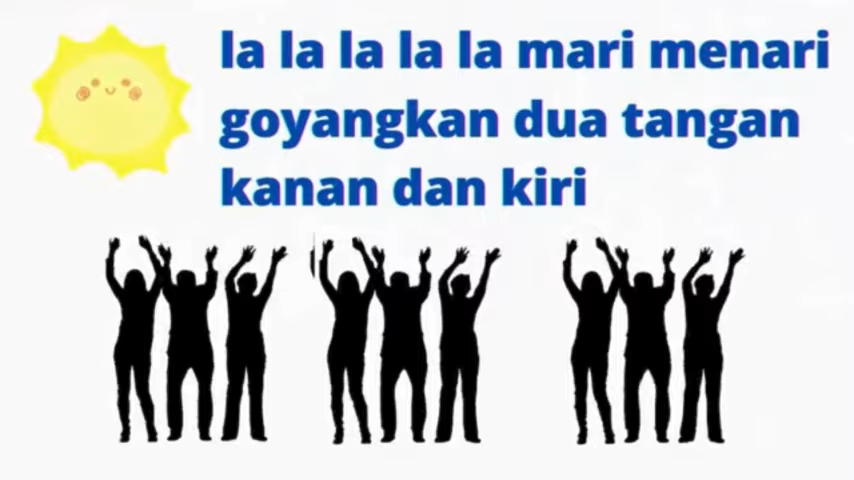 la la la la la mari menari
goyangkan dua tangan
kanan dan kiri